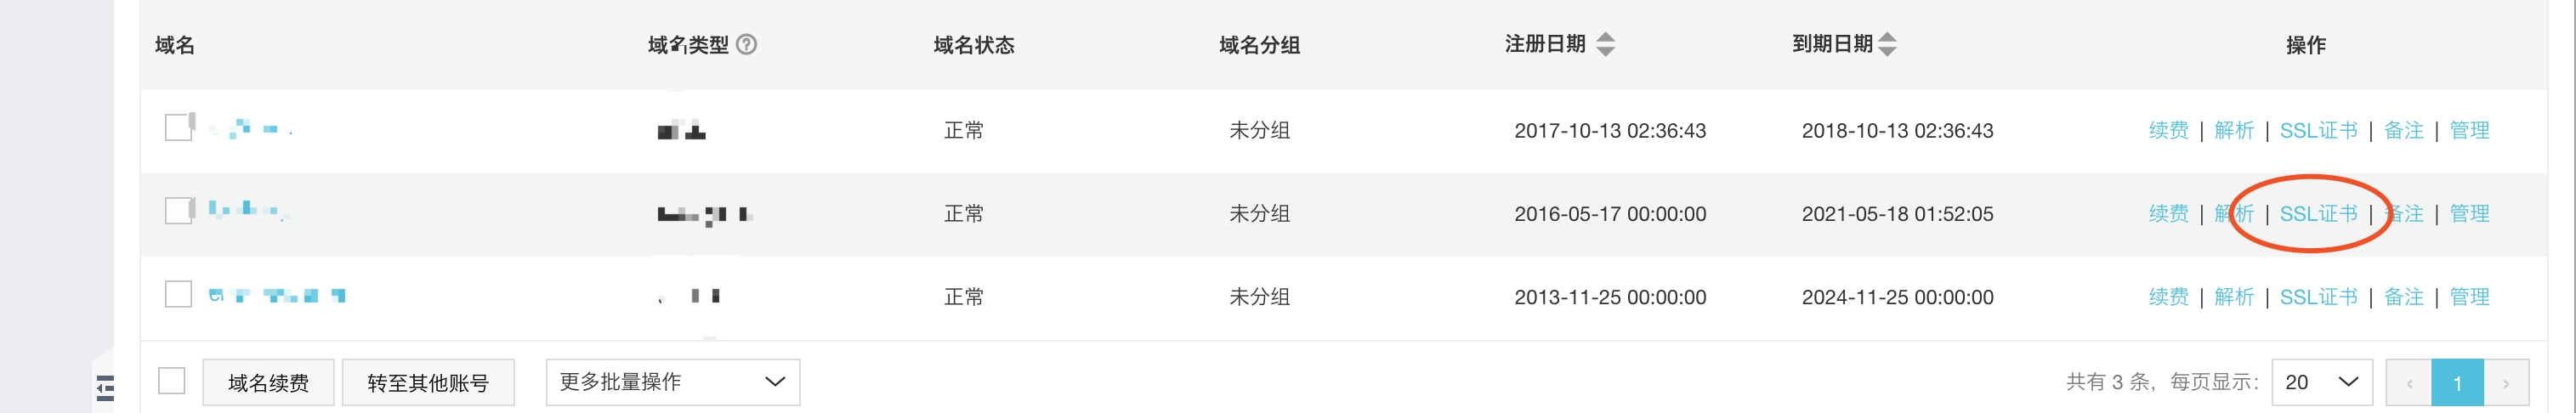 域名 域名类型 ? 域名状态 域名分组 注册日期 到期日期 操作
正常 未分组 2017-10-13 02:36:43 2018-10-13 02:36:43 续费 | 解析 | SSL证书 | 备注 | 管理
正常 未分组 2016-05-17 00:00:00 2021-05-18 01:52:05 续费 | 解析 | SSL证书 | 备注 | 管理
正常 未分组 2013-11-25 00:00:00 2024-11-25 00:00:00 续费 | 解析 | SSL证书 | 备注 | 管理
域名续费 转至其他账号 更多批量操作 共有 3 条, 每页显示: 20 ‹ 1 ›